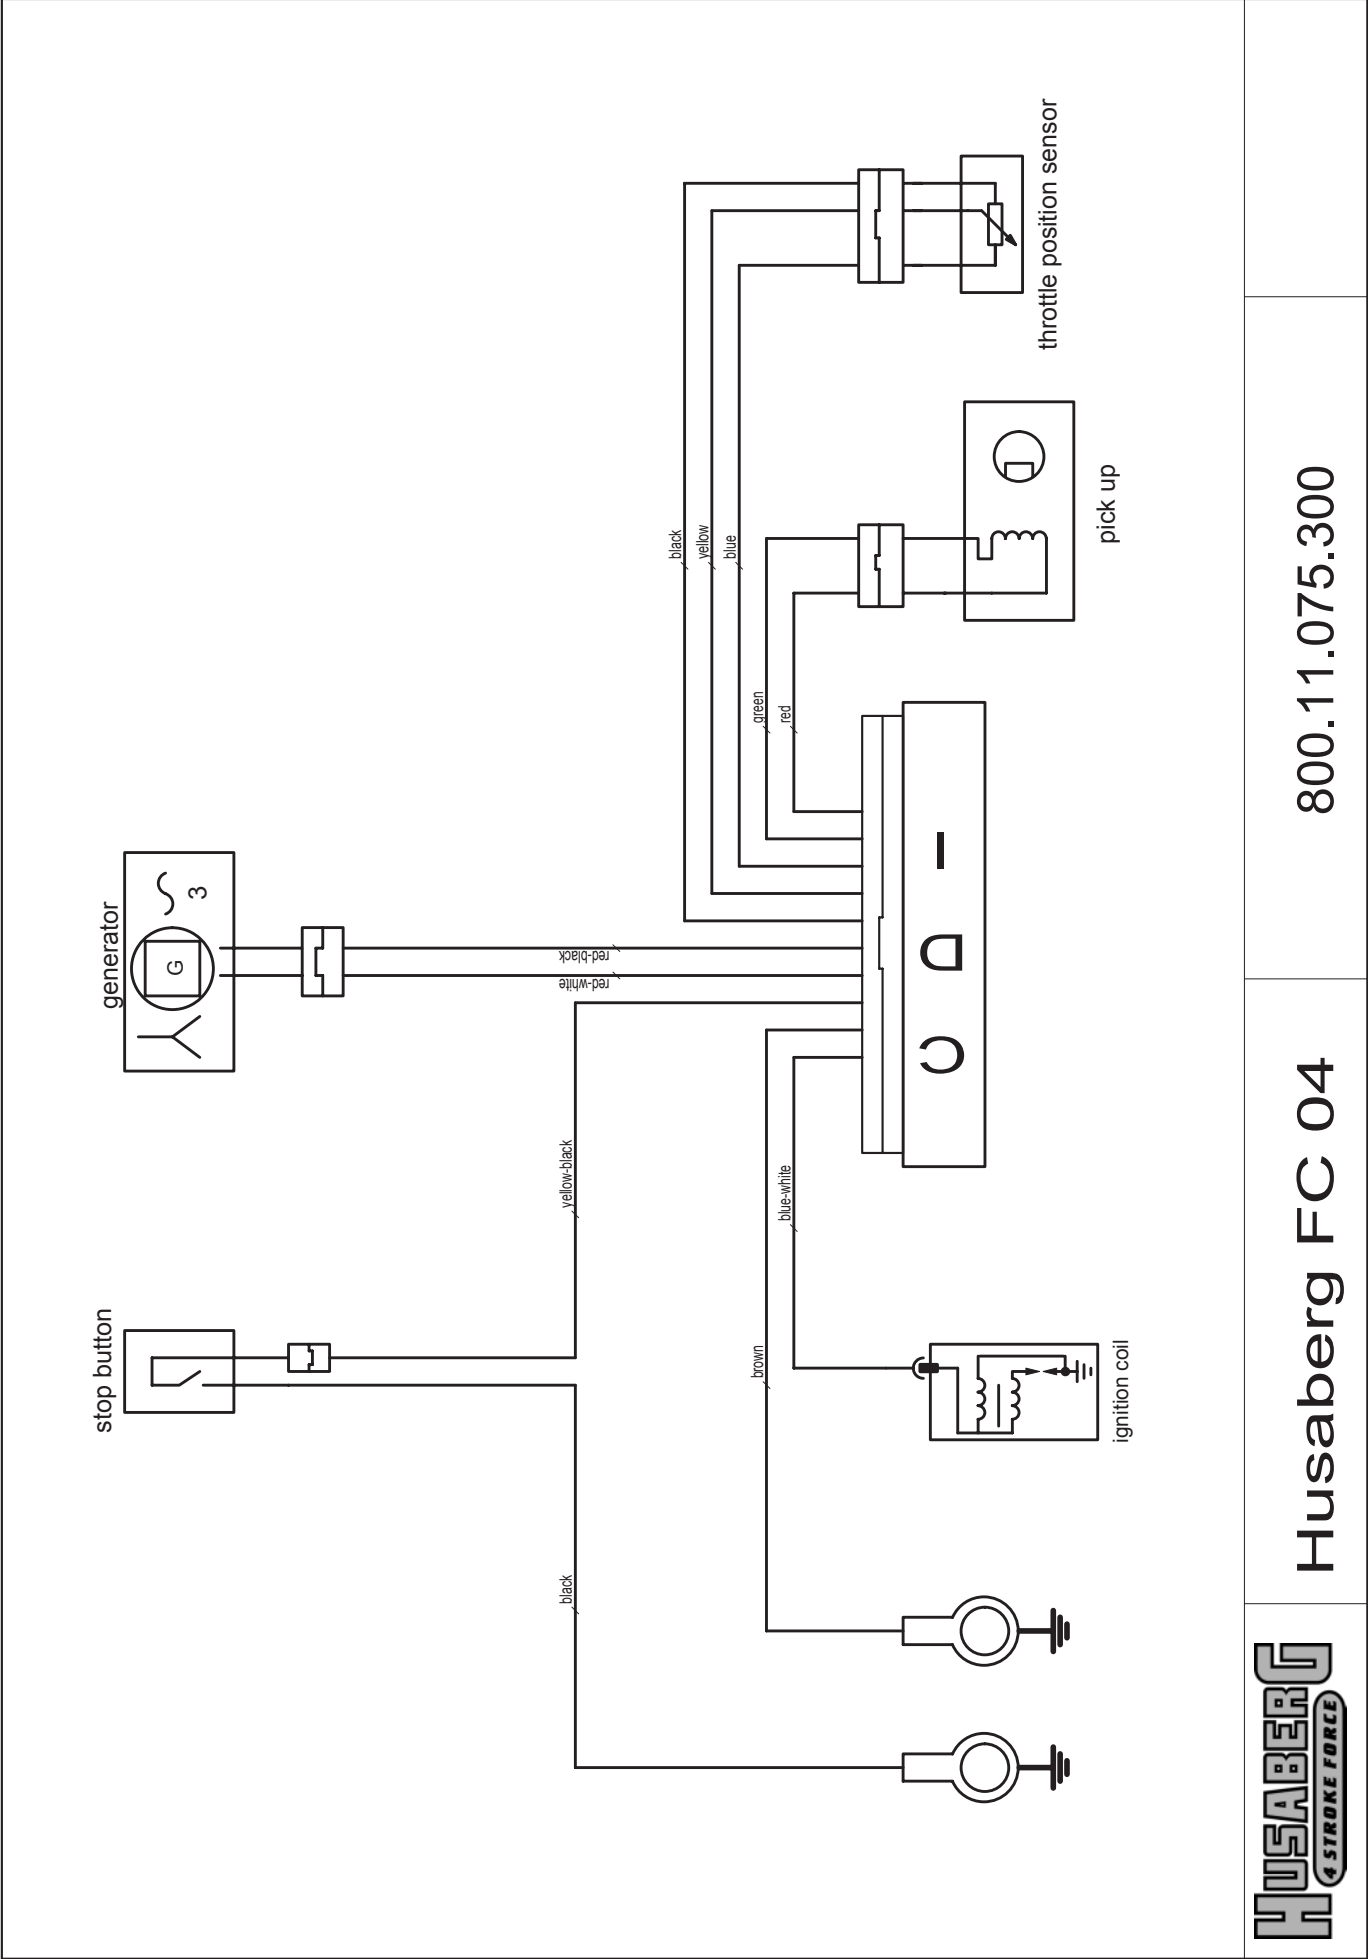 stop button
generator
G
3
yellow-black
black
red-white
red-black
black
yellow
blue
green
red
brown
blue-white
C D I
ignition coil
pick up
throttle position sensor
HUSABERG
4 STROKE FORCE
Husaberg FC 04
800.11.075.300